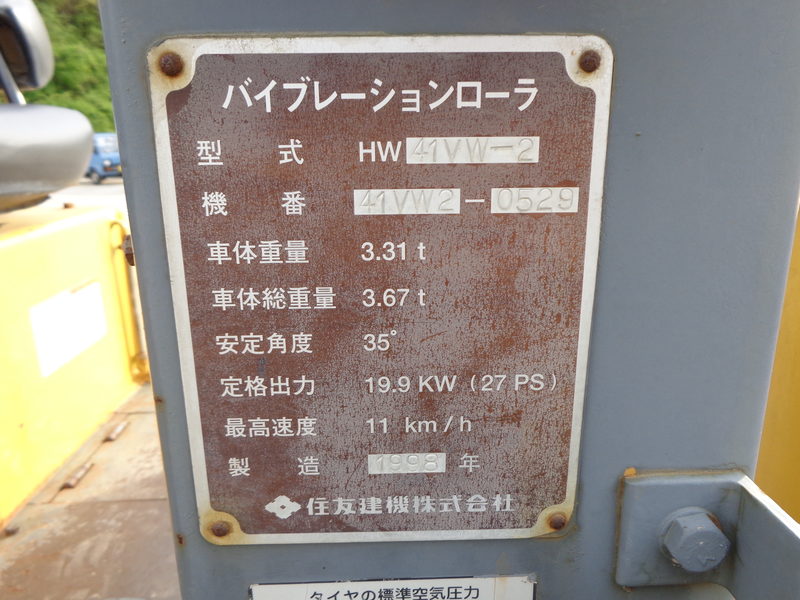 バイブレーションローラ
型式 HW 41VW-2
機番 41VW2-0529
車体重量 3.31 t
車体総重量 3.67 t
安定角度 35°
定格出力 19.9 KW (27 PS)
最高速度 11 km/h
製造 1998 年
住友建機株式会社
タイヤの標準空気圧力